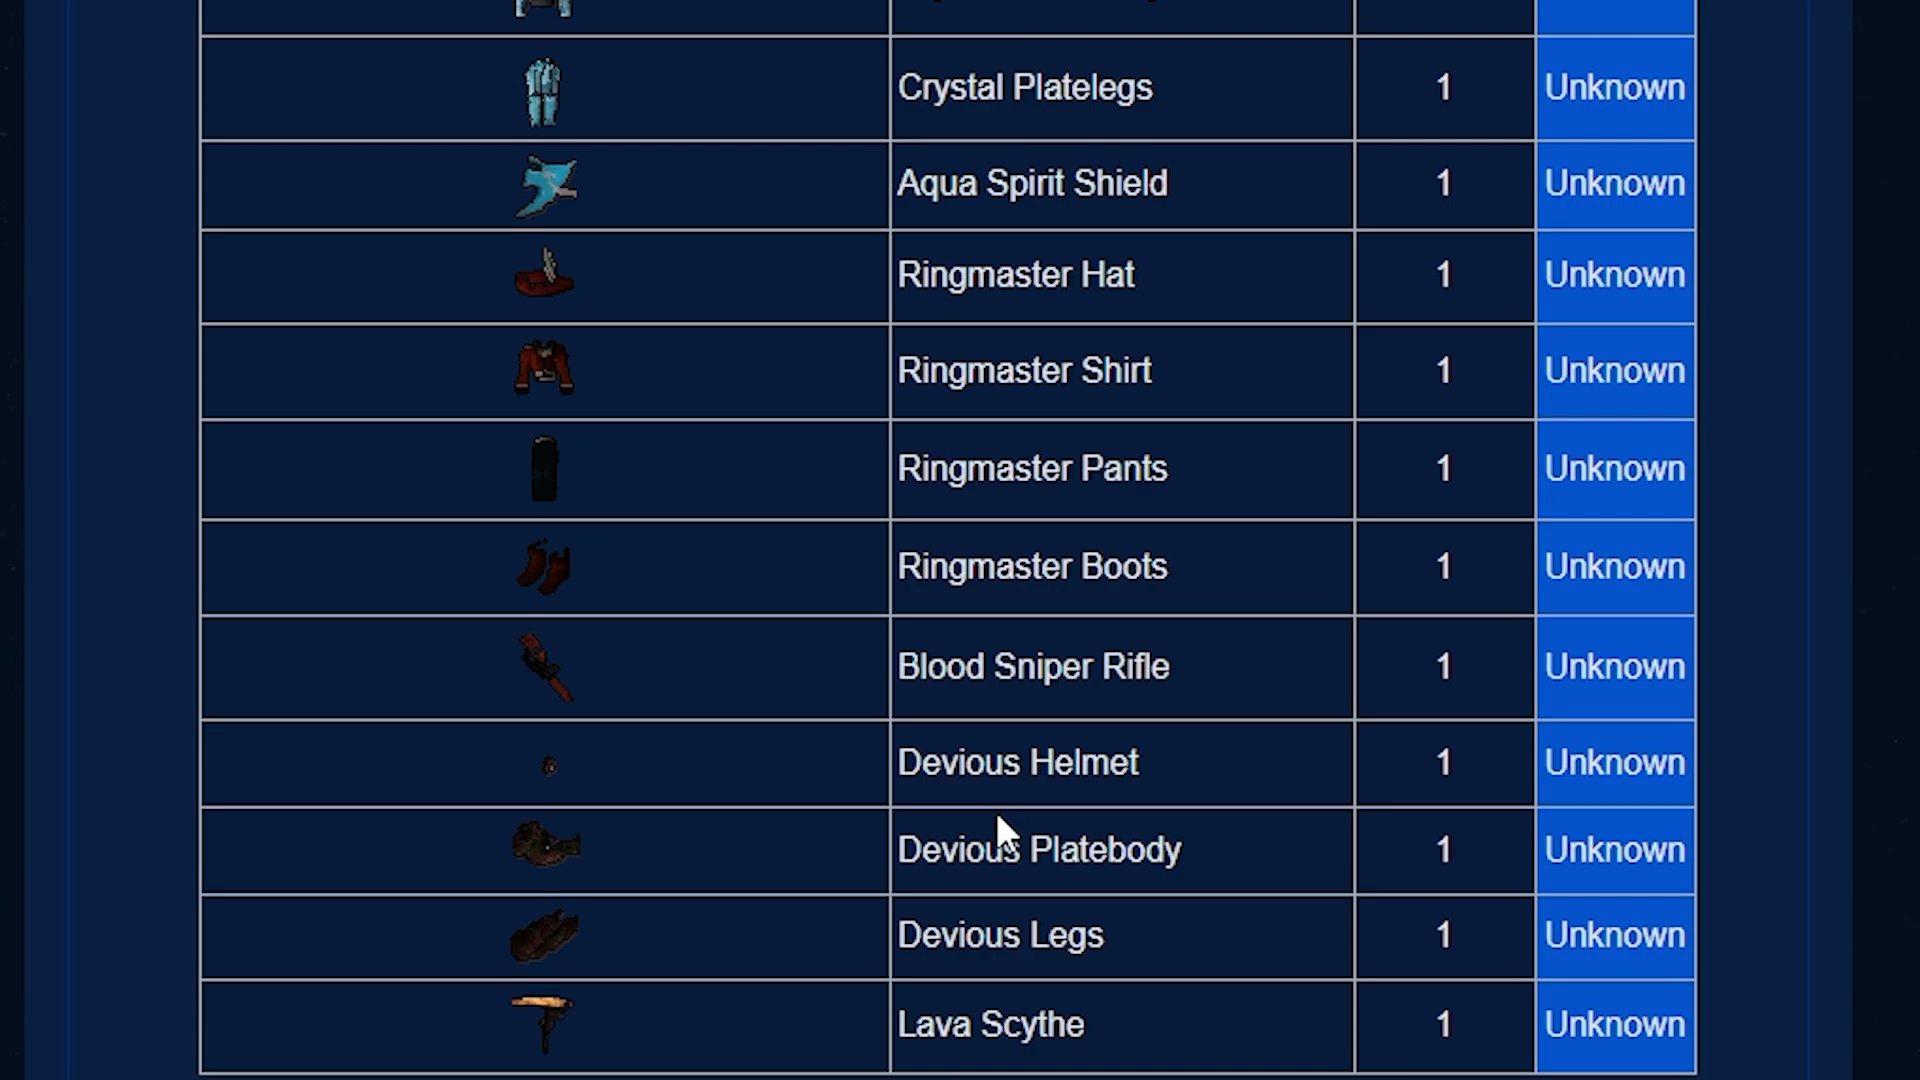 Crystal Platelegs 1 Unknown
Aqua Spirit Shield 1 Unknown
Ringmaster Hat 1 Unknown
Ringmaster Shirt 1 Unknown
Ringmaster Pants 1 Unknown
Ringmaster Boots 1 Unknown
Blood Sniper Rifle 1 Unknown
Devious Helmet 1 Unknown
Devious Platebody 1 Unknown
Devious Legs 1 Unknown
Lava Scythe 1 Unknown